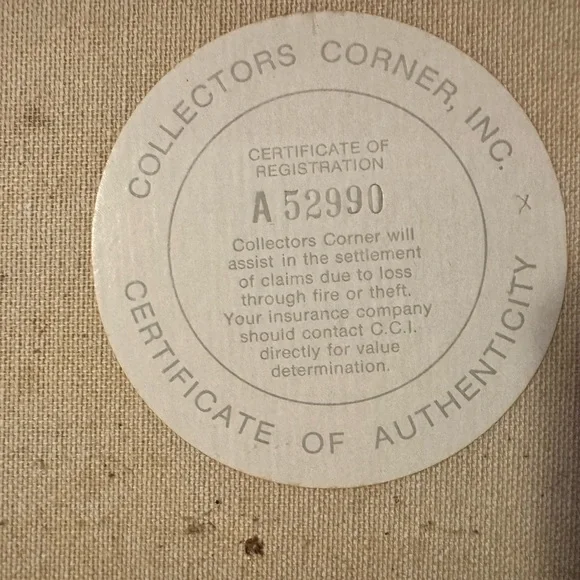 COLLECTORS CORNER, INC.
CERTIFICATE OF
REGISTRATION
A 52990
Collectors Corner will
assist in the settlement
of claims due to loss
through fire or theft.
Your insurance company
should contact C.C.I.
directly for value
determination.
CERTIFICATE OF AUTHENTICITY
X